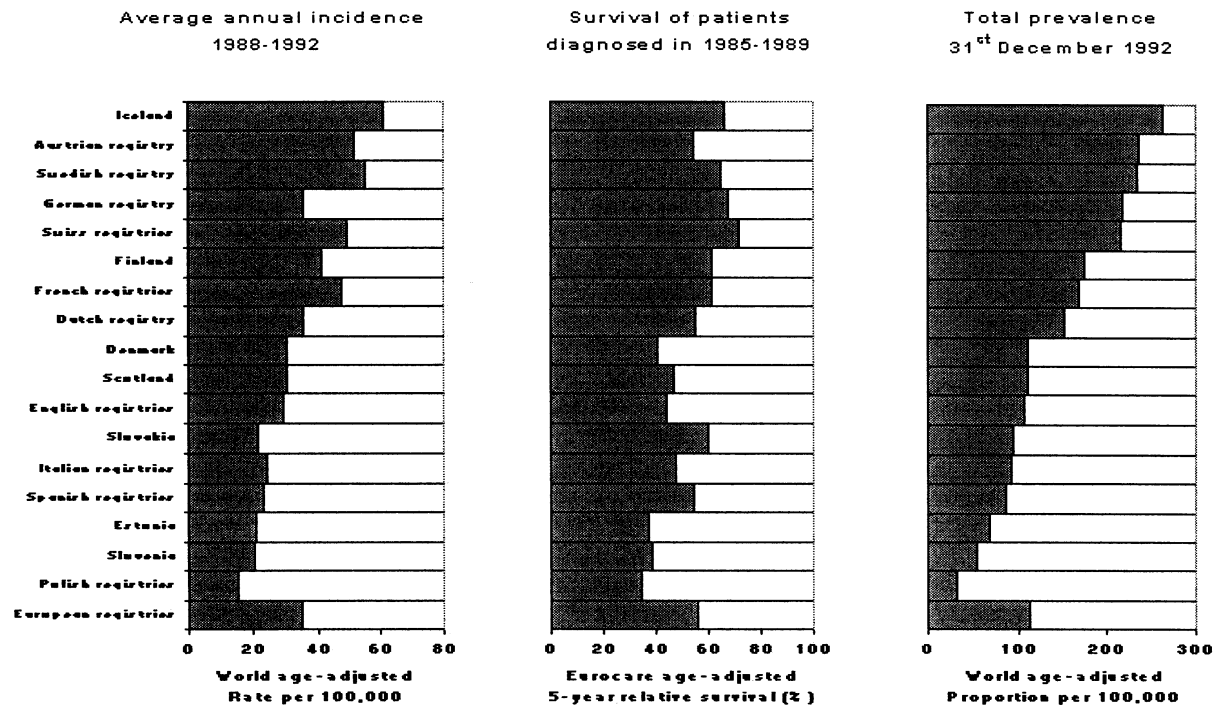 Average annual incidence
1988-1992
Survival of patients
diagnosed in 1985-1989
Total prevalence
31st December 1992
Iceland
Austrian registry
Suedish registry
German registry
Suiss registries
Finland
French registries
Dutch registry
Denmark
Scotland
English registries
Slovakia
Italian registries
Spanish registries
Estonia
Slovenia
Polish registries
European registries
0 20 40 60 80
0 20 40 60 80 100
0 100 200 300
World age-adjusted
Rate per 100,000
Eurocare age-adjusted
5-year relative survival (%)
World age-adjusted
Proportion per 100,000